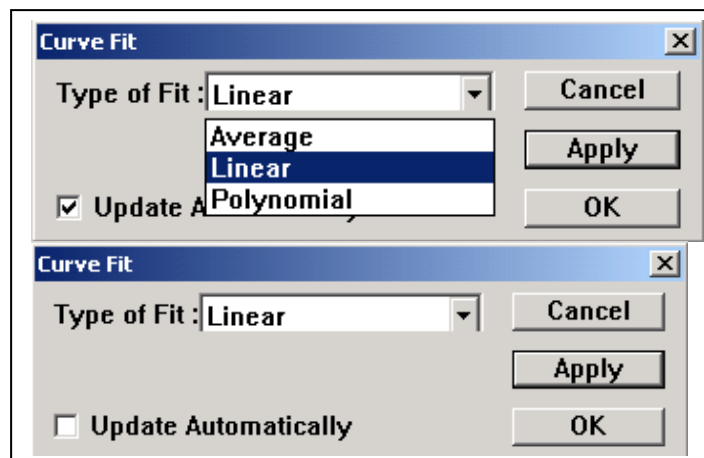 Curve Fit
Type of Fit : Linear
Cancel
Average
Linear
Polynomial
Apply
Update A
OK
Curve Fit
Type of Fit : Linear
Cancel
Apply
Update Automatically
OK